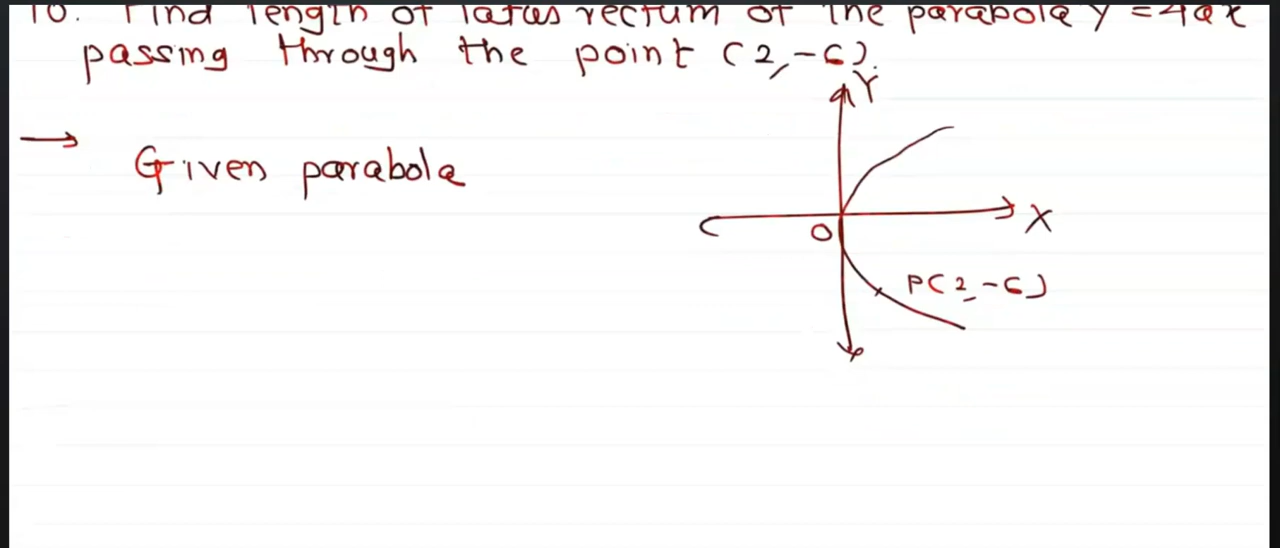 10. Find length of latus rectum of the parabola y = 4ax
passing through the point (2,-6).
Y
→ Given parabola
X
O
P(2,-6)